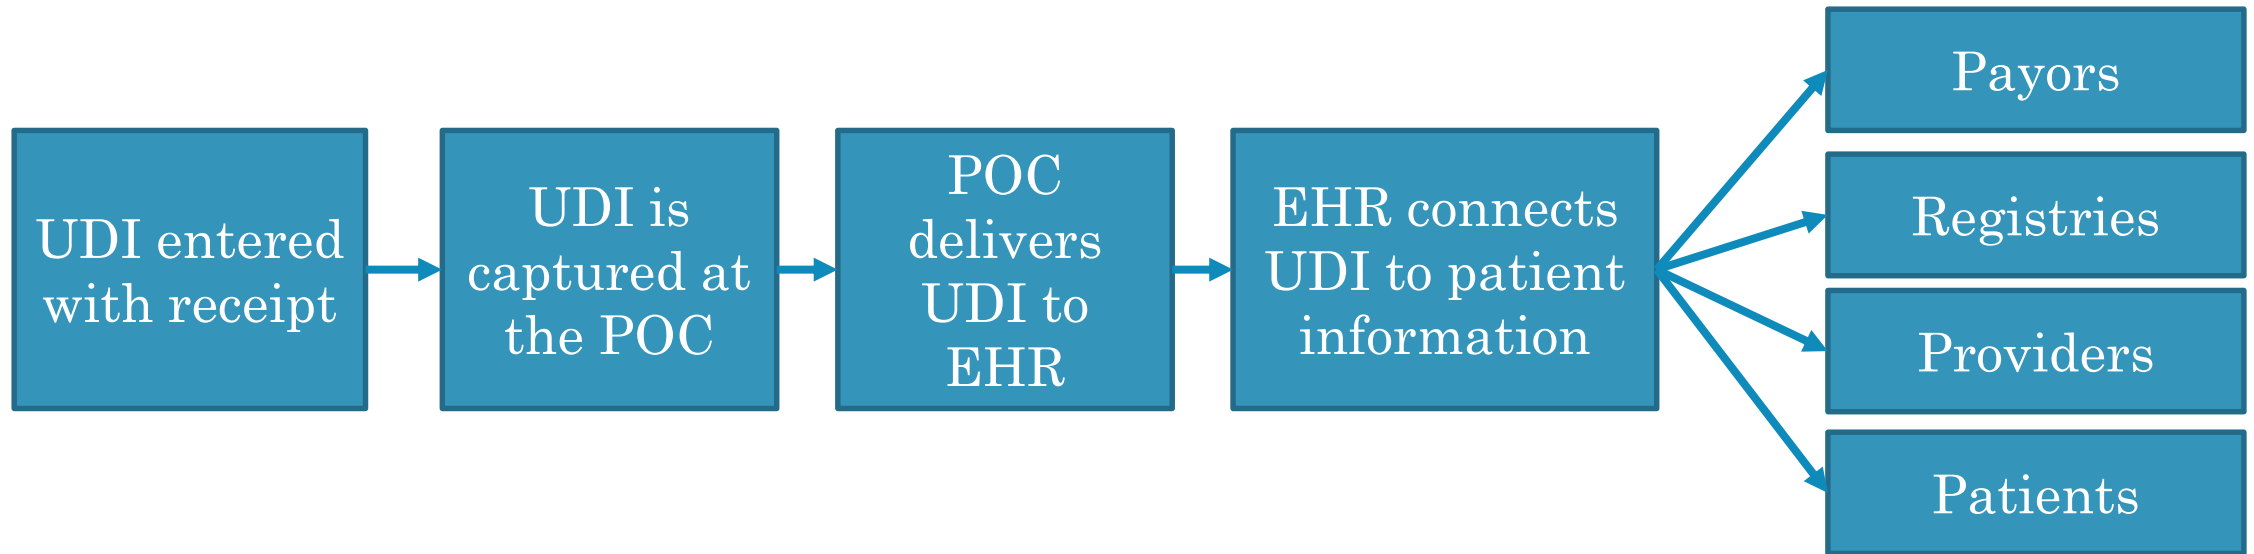 UDI entered
with receipt
UDI is
captured at
the POC
POC
delivers
UDI to
EHR
EHR connects
UDI to patient
information
Payors
Registries
Providers
Patients